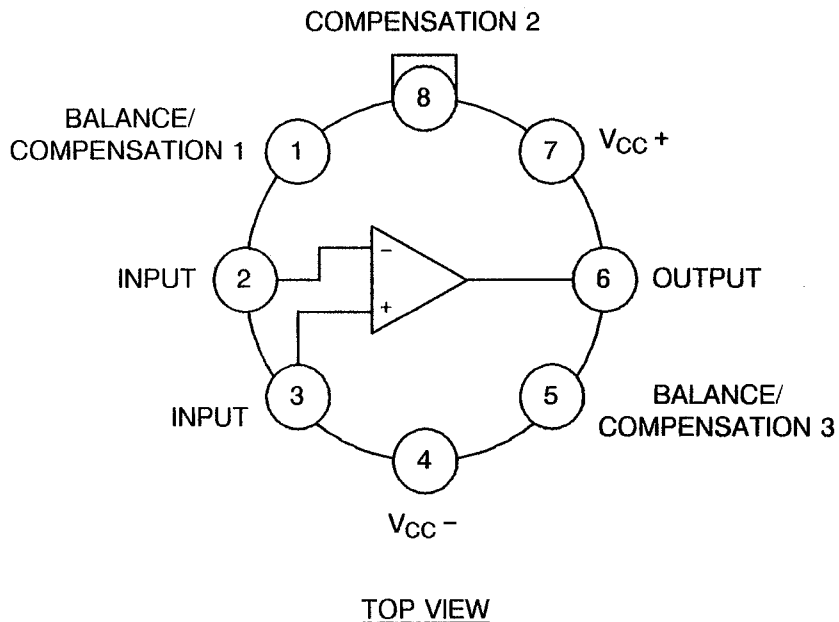 COMPENSATION 2
8
BALANCE/
COMPENSATION 1
1
7
VCC +
INPUT
2
−
6
OUTPUT
+
INPUT
3
5
BALANCE/
COMPENSATION 3
4
VCC −
TOP VIEW